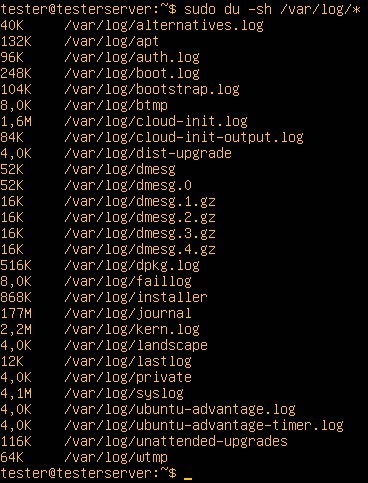 tester@testerserver:~$ sudo du -sh /var/log/*
40K /var/log/alternatives.log
132K /var/log/apt
96K /var/log/auth.log
248K /var/log/boot.log
104K /var/log/bootstrap.log
8,0K /var/log/btmp
1,6M /var/log/cloud-init.log
84K /var/log/cloud-init-output.log
4,0K /var/log/dist-upgrade
52K /var/log/dmesg
52K /var/log/dmesg.0
16K /var/log/dmesg.1.gz
16K /var/log/dmesg.2.gz
16K /var/log/dmesg.3.gz
16K /var/log/dmesg.4.gz
516K /var/log/dpkg.log
8,0K /var/log/faillog
868K /var/log/installer
177M /var/log/journal
2,2M /var/log/kern.log
4,0K /var/log/landscape
12K /var/log/lastlog
4,0K /var/log/private
4,1M /var/log/syslog
4,0K /var/log/ubuntu-advantage.log
4,0K /var/log/ubuntu-advantage-timer.log
116K /var/log/unattended-upgrades
64K /var/log/wtmp
tester@testerserver:~$ _